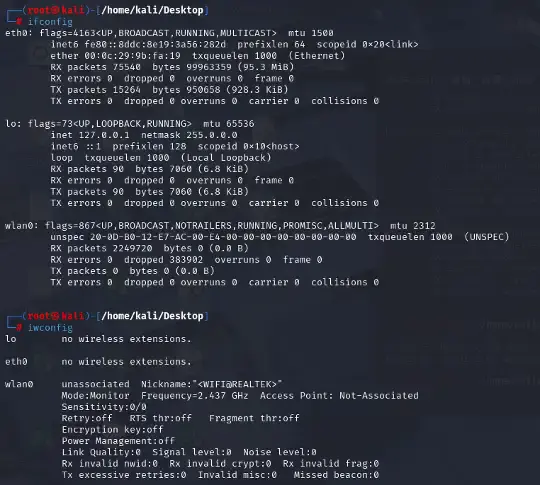 ┌──(root㉿kali)-[/home/kali/Desktop]
└─# ifconfig
eth0: flags=4163<UP,BROADCAST,RUNNING,MULTICAST>  mtu 1500
        inet6 fe80::8ddc:8e19:3a56:282d  prefixlen 64  scopeid 0×20<link>
        ether 00:0c:29:9b:fa:19  txqueuelen 1000  (Ethernet)
        RX packets 75540  bytes 99963359 (95.3 MiB)
        RX errors 0  dropped 0  overruns 0  frame 0
        TX packets 15264  bytes 950658 (928.3 KiB)
        TX errors 0  dropped 0 overruns 0  carrier 0  collisions 0

lo: flags=73<UP,LOOPBACK,RUNNING>  mtu 65536
        inet 127.0.0.1  netmask 255.0.0.0
        inet6 ::1  prefixlen 128  scopeid 0×10<host>
        loop  txqueuelen 1000  (Local Loopback)
        RX packets 90  bytes 7060 (6.8 KiB)
        RX errors 0  dropped 0  overruns 0  frame 0
        TX packets 90  bytes 7060 (6.8 KiB)
        TX errors 0  dropped 0 overruns 0  carrier 0  collisions 0

wlan0: flags=867<UP,BROADCAST,NOTRAILERS,RUNNING,PROMISC,ALLMULTI>  mtu 2312
        unspec 20-0D-B0-12-E7-AC-00-E4-00-00-00-00-00-00-00-00  txqueuelen 1000  (UNSPEC)
        RX packets 2249720  bytes 0 (0.0 B)
        RX errors 0  dropped 383902  overruns 0  frame 0
        TX packets 0  bytes 0 (0.0 B)
        TX errors 0  dropped 0 overruns 0  carrier 0  collisions 0

┌──(root㉿kali)-[/home/kali/Desktop]
└─# iwconfig
lo        no wireless extensions.

eth0      no wireless extensions.

wlan0     unassociated  Nickname:"<WIFI@REALTEK>"
          Mode:Monitor  Frequency=2.437 GHz  Access Point: Not-Associated
          Sensitivity:0/0
          Retry:off   RTS thr:off   Fragment thr:off
          Encryption key:off
          Power Management:off
          Link Quality:0  Signal level:0  Noise level:0
          Rx invalid nwid:0  Rx invalid crypt:0  Rx invalid frag:0
          Tx excessive retries:0  Invalid misc:0   Missed beacon:0